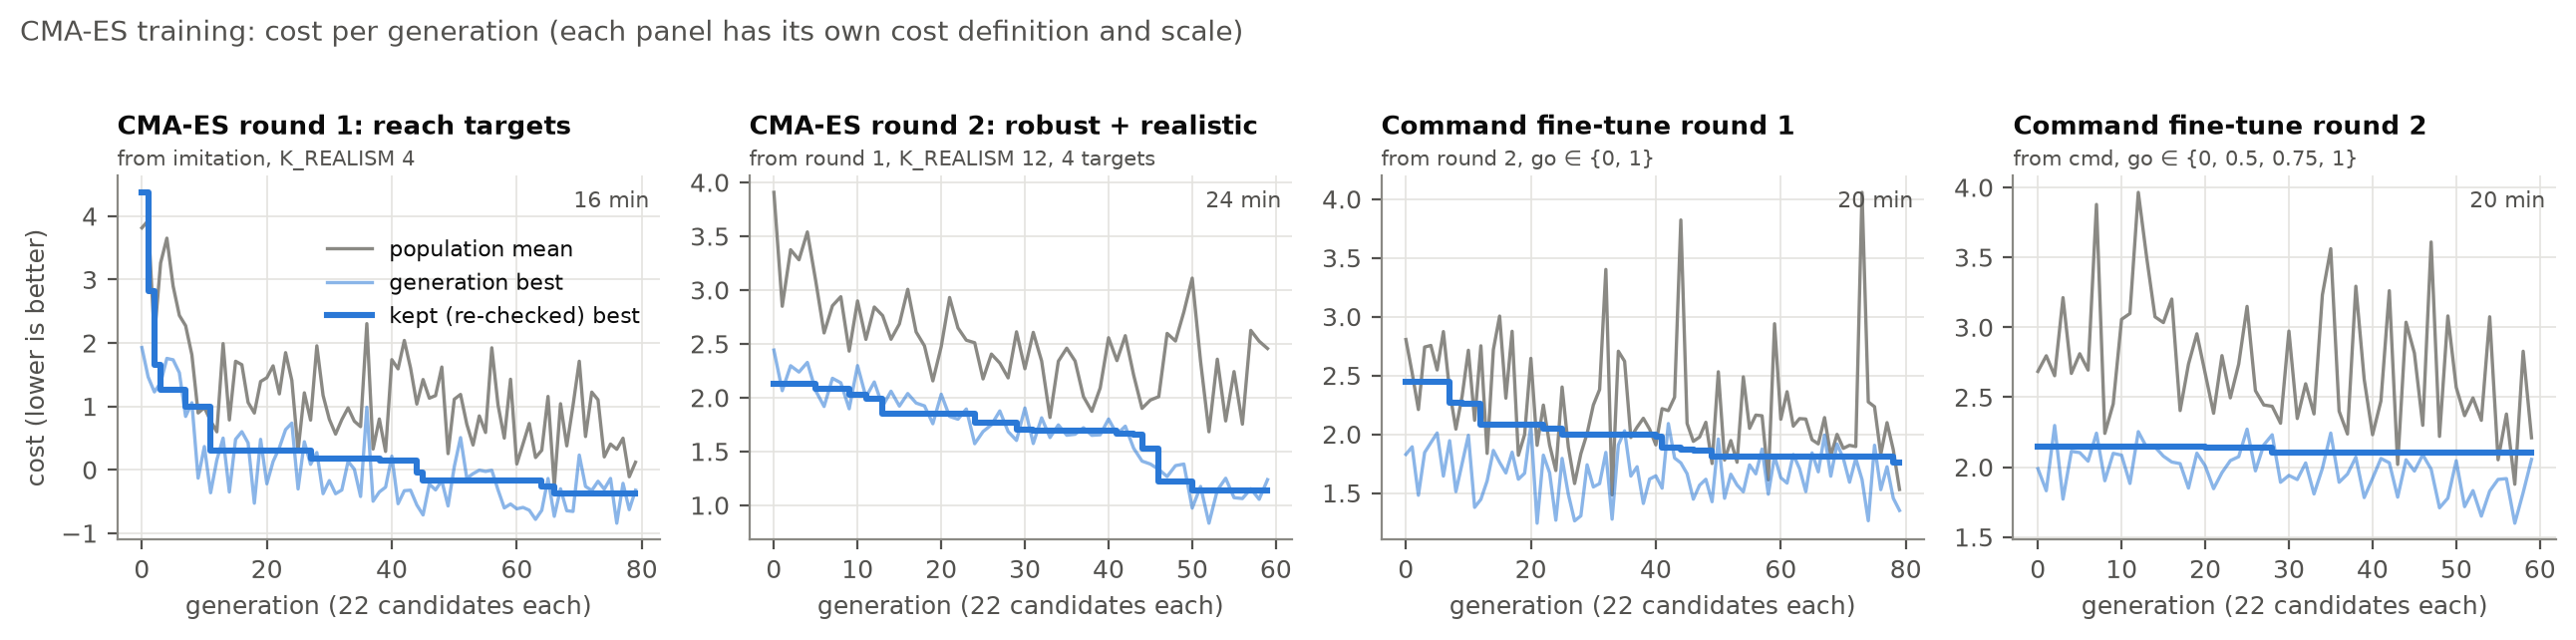 CMA-ES training: cost per generation (each panel has its own cost definition and scale)
CMA-ES round 1: reach targets
from imitation, K_REALISM 4
16 min
population mean
generation best
kept (re-checked) best
cost (lower is better)
4
3
2
1
0
−1
0 20 40 60 80
generation (22 candidates each)
CMA-ES round 2: robust + realistic
from round 1, K_REALISM 12, 4 targets
24 min
4.0
3.5
3.0
2.5
2.0
1.5
1.0
0 10 20 30 40 50 60
generation (22 candidates each)
Command fine-tune round 1
from round 2, go ∈ {0, 1}
20 min
4.0
3.5
3.0
2.5
2.0
1.5
0 20 40 60 80
generation (22 candidates each)
Command fine-tune round 2
from cmd, go ∈ {0, 0.5, 0.75, 1}
20 min
4.0
3.5
3.0
2.5
2.0
1.5
0 10 20 30 40 50 60
generation (22 candidates each)